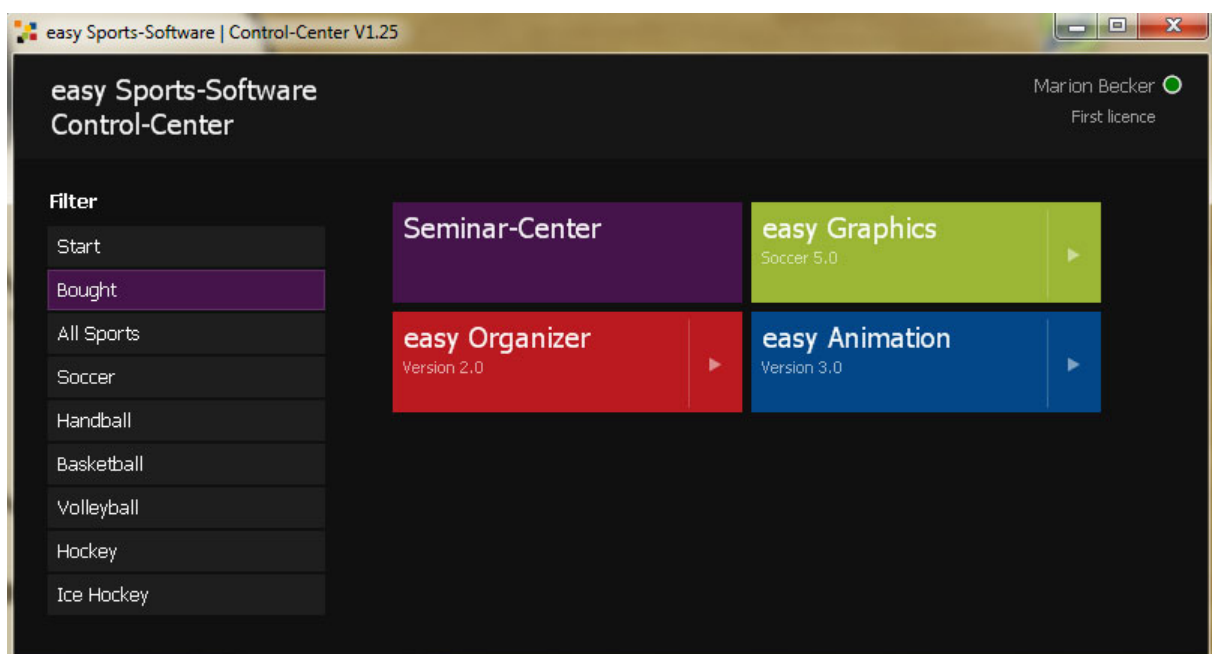 easy Sports-Software | Control-Center V1.25
easy Sports-Software
Control-Center
Marion Becker
First licence
Filter
Start
Bought
All Sports
Soccer
Handball
Basketball
Volleyball
Hockey
Ice Hockey
Seminar-Center
easy Graphics
Soccer 5.0
easy Organizer
Version 2.0
easy Animation
Version 3.0